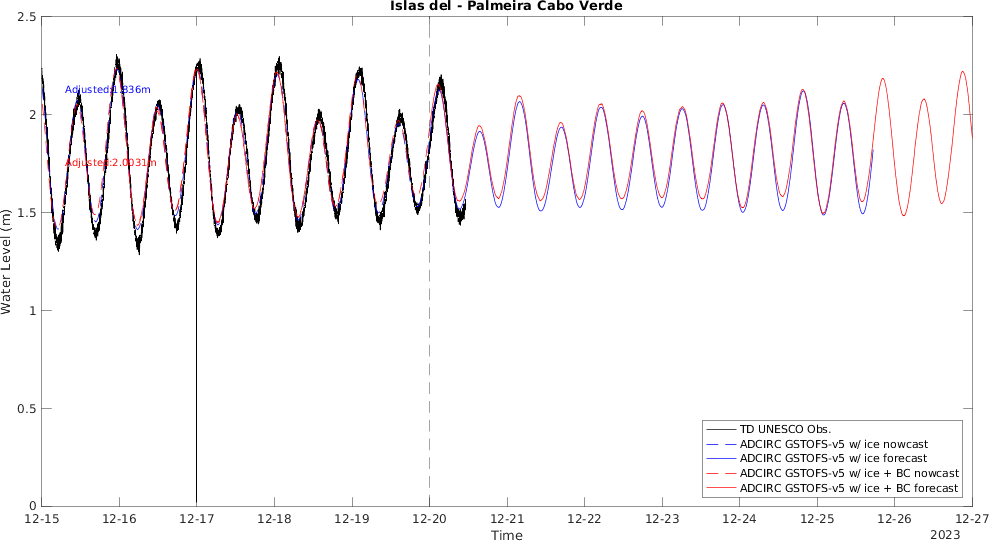 Islas del - Palmeira Cabo Verde
2.5
2
1.5
1
0.5
0
Water Level (m)
Adjusted:1.836m
Adjusted:2.0031m
TD UNESCO Obs.
ADCIRC GSTOFS-v5 w/ ice nowcast
ADCIRC GSTOFS-v5 w/ ice forecast
ADCIRC GSTOFS-v5 w/ ice + BC nowcast
ADCIRC GSTOFS-v5 w/ ice + BC forecast
12-15 12-16 12-17 12-18 12-19 12-20 12-21 12-22 12-23 12-24 12-25 12-26 12-27
Time
2023